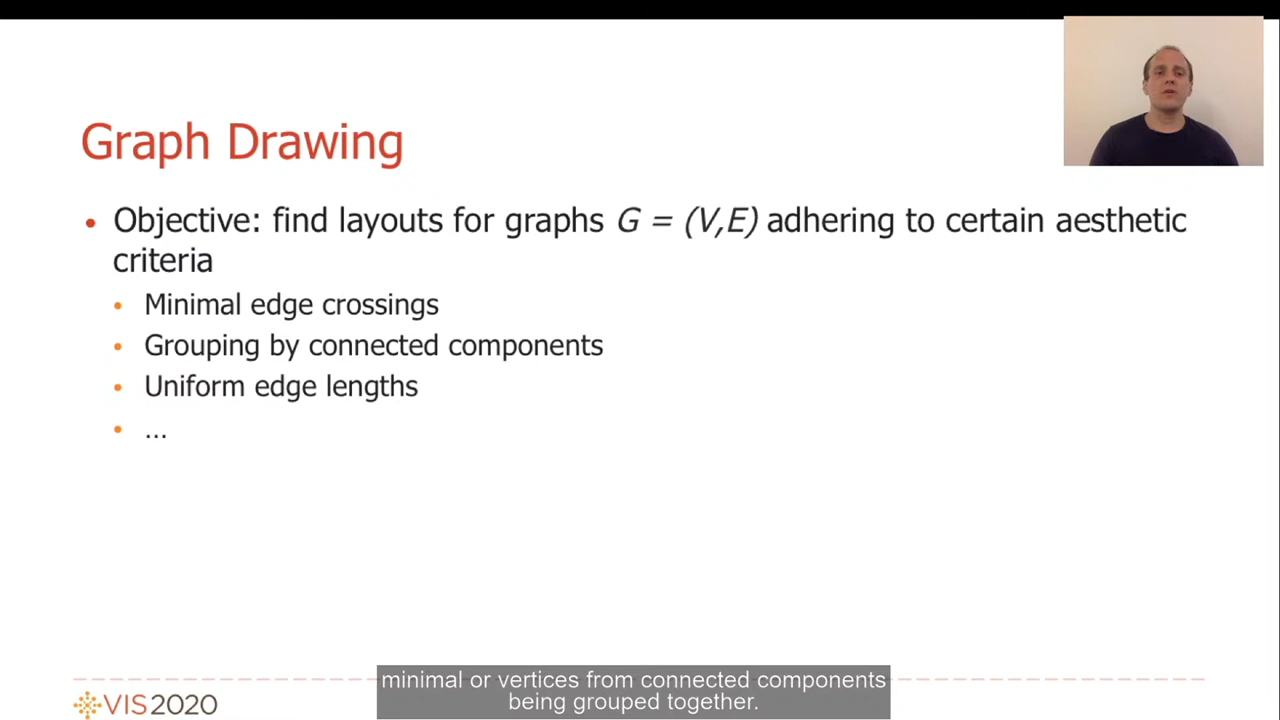 Graph Drawing
• Objective: find layouts for graphs G = (V,E) adhering to certain aesthetic
criteria
• Minimal edge crossings
• Grouping by connected components
• Uniform edge lengths
• ...
minimal or vertices from connected components
being grouped together.
VIS2020